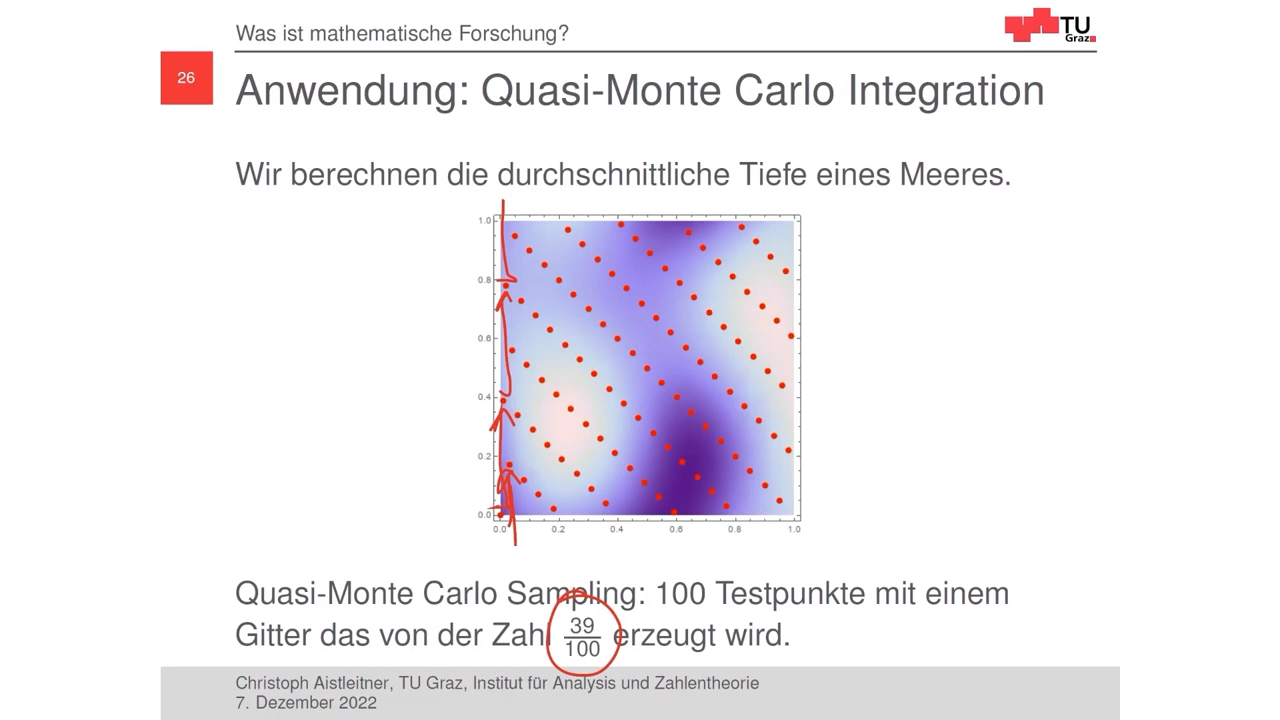 Was ist mathematische Forschung?
TU
Graz
26
Anwendung: Quasi-Monte Carlo Integration
Wir berechnen die durchschnittliche Tiefe eines Meeres.
1.0
0.8
0.6
0.4
0.2
0.0
0.0 0.2 0.4 0.6 0.8 1.0
Quasi-Monte Carlo Sampling: 100 Testpunkte mit einem
Gitter das von der Zahl 39/100 erzeugt wird.
Christoph Aistleitner, TU Graz, Institut für Analysis und Zahlentheorie
7. Dezember 2022